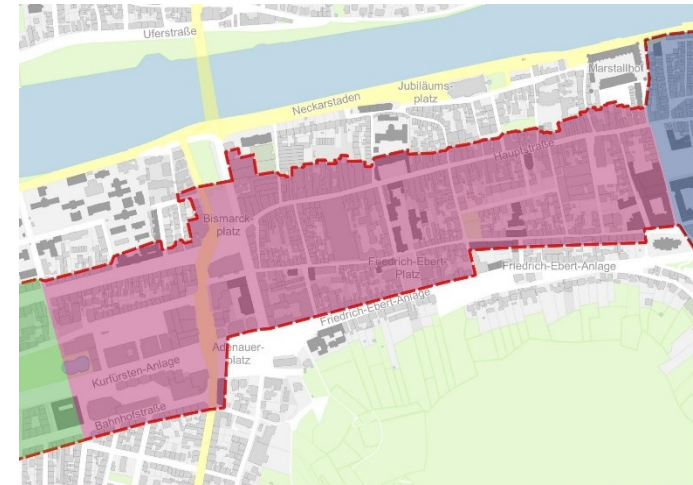 Uferstraße
Neckarstaden
Jubiläums-
platz
Marstallhof
Hauptstraße
Bismarck-
platz
Friedrich-Ebert-
Platz
Friedrich-Ebert-Anlage
Friedrich-Ebert-Anlage
Adenauer-
platz
Kurfürsten-Anlage
Bahnhofstraße